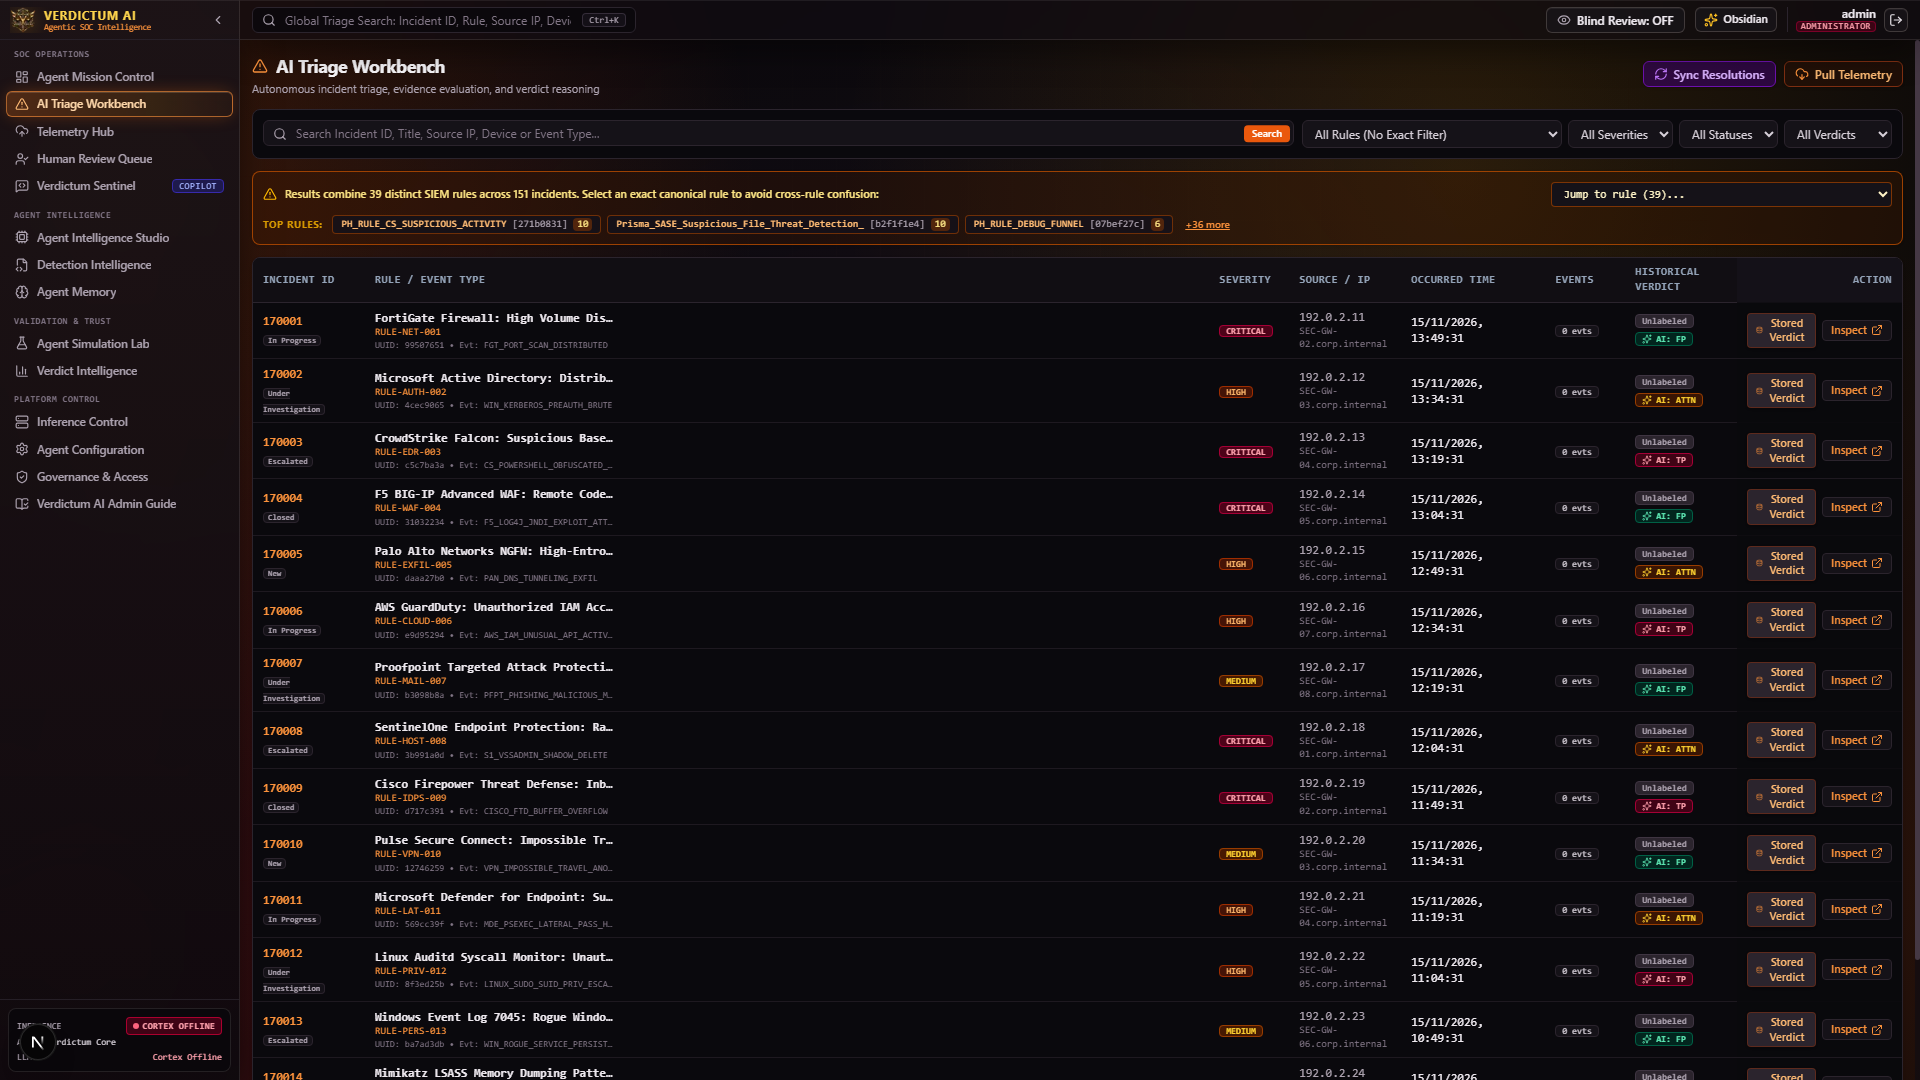 VERDICTUM AI
Agentic SOC Intelligence
Global Triage Search: Incident ID, Rule, Source IP, Devi
Ctrl+K
Blind Review: OFF
Obsidian
admin
ADMINISTRATOR
SOC OPERATIONS
Agent Mission Control
AI Triage Workbench
Telemetry Hub
Human Review Queue
Verdictum Sentinel
COPILOT
AGENT INTELLIGENCE
Agent Intelligence Studio
Detection Intelligence
Agent Memory
VALIDATION & TRUST
Agent Simulation Lab
Verdict Intelligence
PLATFORM CONTROL
Inference Control
Agent Configuration
Governance & Access
Verdictum AI Admin Guide
CORTEX OFFLINE
rdictum Core
Cortex Offline
N
AI Triage Workbench
Autonomous incident triage, evidence evaluation, and verdict reasoning
Sync Resolutions
Pull Telemetry
Search Incident ID, Title, Source IP, Device or Event Type...
Search
All Rules (No Exact Filter)
All Severities
All Statuses
All Verdicts
Results combine 39 distinct SIEM rules across 151 incidents. Select an exact canonical rule to avoid cross-rule confusion:
Jump to rule (39)...
TOP RULES:
PH_RULE_CS_SUSPICIOUS_ACTIVITY [271b0831] 10
Prisma_SASE_Suspicious_File_Threat_Detection_ [b2f1f1e4] 10
PH_RULE_DEBUG_FUNNEL [07bef27c] 6
+36 more
INCIDENT ID RULE / EVENT TYPE SEVERITY SOURCE / IP OCCURRED TIME EVENTS HISTORICAL VERDICT ACTION
170001
In Progress
FortiGate Firewall: High Volume Dis…
RULE-NET-001
UUID: 99507651 • Evt: FGT_PORT_SCAN_DISTRIBUTED
CRITICAL
192.0.2.11
SEC-GW-
02.corp.internal
15/11/2026,
13:49:31
0 evts
Unlabeled
AI: FP
Stored Verdict
Inspect
170002
Under
Investigation
Microsoft Active Directory: Distrib…
RULE-AUTH-002
UUID: 4cec9065 • Evt: WIN_KERBEROS_PREAUTH_BRUTE
HIGH
192.0.2.12
SEC-GW-
03.corp.internal
15/11/2026,
13:34:31
0 evts
Unlabeled
AI: ATTN
Stored Verdict
Inspect
170003
Escalated
CrowdStrike Falcon: Suspicious Base…
RULE-EDR-003
UUID: c5c7ba3a • Evt: CS_POWERSHELL_OBFUSCATED_…
CRITICAL
192.0.2.13
SEC-GW-
04.corp.internal
15/11/2026,
13:19:31
0 evts
Unlabeled
AI: TP
Stored Verdict
Inspect
170004
Closed
F5 BIG-IP Advanced WAF: Remote Code…
RULE-WAF-004
UUID: 31032234 • Evt: F5_LOG4J_JNDI_EXPLOIT_ATT…
CRITICAL
192.0.2.14
SEC-GW-
05.corp.internal
15/11/2026,
13:04:31
0 evts
Unlabeled
AI: FP
Stored Verdict
Inspect
170005
New
Palo Alto Networks NGFW: High-Entro…
RULE-EXFIL-005
UUID: daaa27b0 • Evt: PAN_DNS_TUNNELING_EXFIL
HIGH
192.0.2.15
SEC-GW-
06.corp.internal
15/11/2026,
12:49:31
0 evts
Unlabeled
AI: ATTN
Stored Verdict
Inspect
170006
In Progress
AWS GuardDuty: Unauthorized IAM Acc…
RULE-CLOUD-006
UUID: e9d95294 • Evt: AWS_IAM_UNUSUAL_API_ACTIV…
HIGH
192.0.2.16
SEC-GW-
07.corp.internal
15/11/2026,
12:34:31
0 evts
Unlabeled
AI: TP
Stored Verdict
Inspect
170007
Under
Investigation
Proofpoint Targeted Attack Protecti…
RULE-MAIL-007
UUID: b3098b8a • Evt: PFPT_PHISHING_MALICIOUS_M…
MEDIUM
192.0.2.17
SEC-GW-
08.corp.internal
15/11/2026,
12:19:31
0 evts
Unlabeled
AI: FP
Stored Verdict
Inspect
170008
Escalated
SentinelOne Endpoint Protection: Ra…
RULE-HOST-008
UUID: 3b991a0d • Evt: S1_VSSADMIN_SHADOW_DELETE
CRITICAL
192.0.2.18
SEC-GW-
01.corp.internal
15/11/2026,
12:04:31
0 evts
Unlabeled
AI: ATTN
Stored Verdict
Inspect
170009
Closed
Cisco Firepower Threat Defense: Inb…
RULE-IDPS-009
UUID: d717c391 • Evt: CISCO_FTD_BUFFER_OVERFLOW
CRITICAL
192.0.2.19
SEC-GW-
02.corp.internal
15/11/2026,
11:49:31
0 evts
Unlabeled
AI: TP
Stored Verdict
Inspect
170010
New
Pulse Secure Connect: Impossible Tr…
RULE-VPN-010
UUID: 12746259 • Evt: VPN_IMPOSSIBLE_TRAVEL_ANO…
MEDIUM
192.0.2.20
SEC-GW-
03.corp.internal
15/11/2026,
11:34:31
0 evts
Unlabeled
AI: FP
Stored Verdict
Inspect
170011
In Progress
Microsoft Defender for Endpoint: Su…
RULE-LAT-011
UUID: 569cc39f • Evt: MDE_PSEXEC_LATERAL_PASS_H…
HIGH
192.0.2.21
SEC-GW-
04.corp.internal
15/11/2026,
11:19:31
0 evts
Unlabeled
AI: ATTN
Stored Verdict
Inspect
170012
Under
Investigation
Linux Auditd Syscall Monitor: Unaut…
RULE-PRIV-012
UUID: 8f3ed25b • Evt: LINUX_SUDO_SUID_PRIV_ESCA…
HIGH
192.0.2.22
SEC-GW-
05.corp.internal
15/11/2026,
11:04:31
0 evts
Unlabeled
AI: TP
Stored Verdict
Inspect
170013
Escalated
Windows Event Log 7045: Rogue Windo…
RULE-PERS-013
UUID: ba7ad3db • Evt: WIN_ROGUE_SERVICE_PERSIST…
MEDIUM
192.0.2.23
SEC-GW-
06.corp.internal
15/11/2026,
10:49:31
0 evts
Unlabeled
AI: FP
Stored Verdict
Inspect
170014
Mimikatz LSASS Memory Dumping Patte…
192.0.2.24
15/11/2026,
Unlabeled
Stored